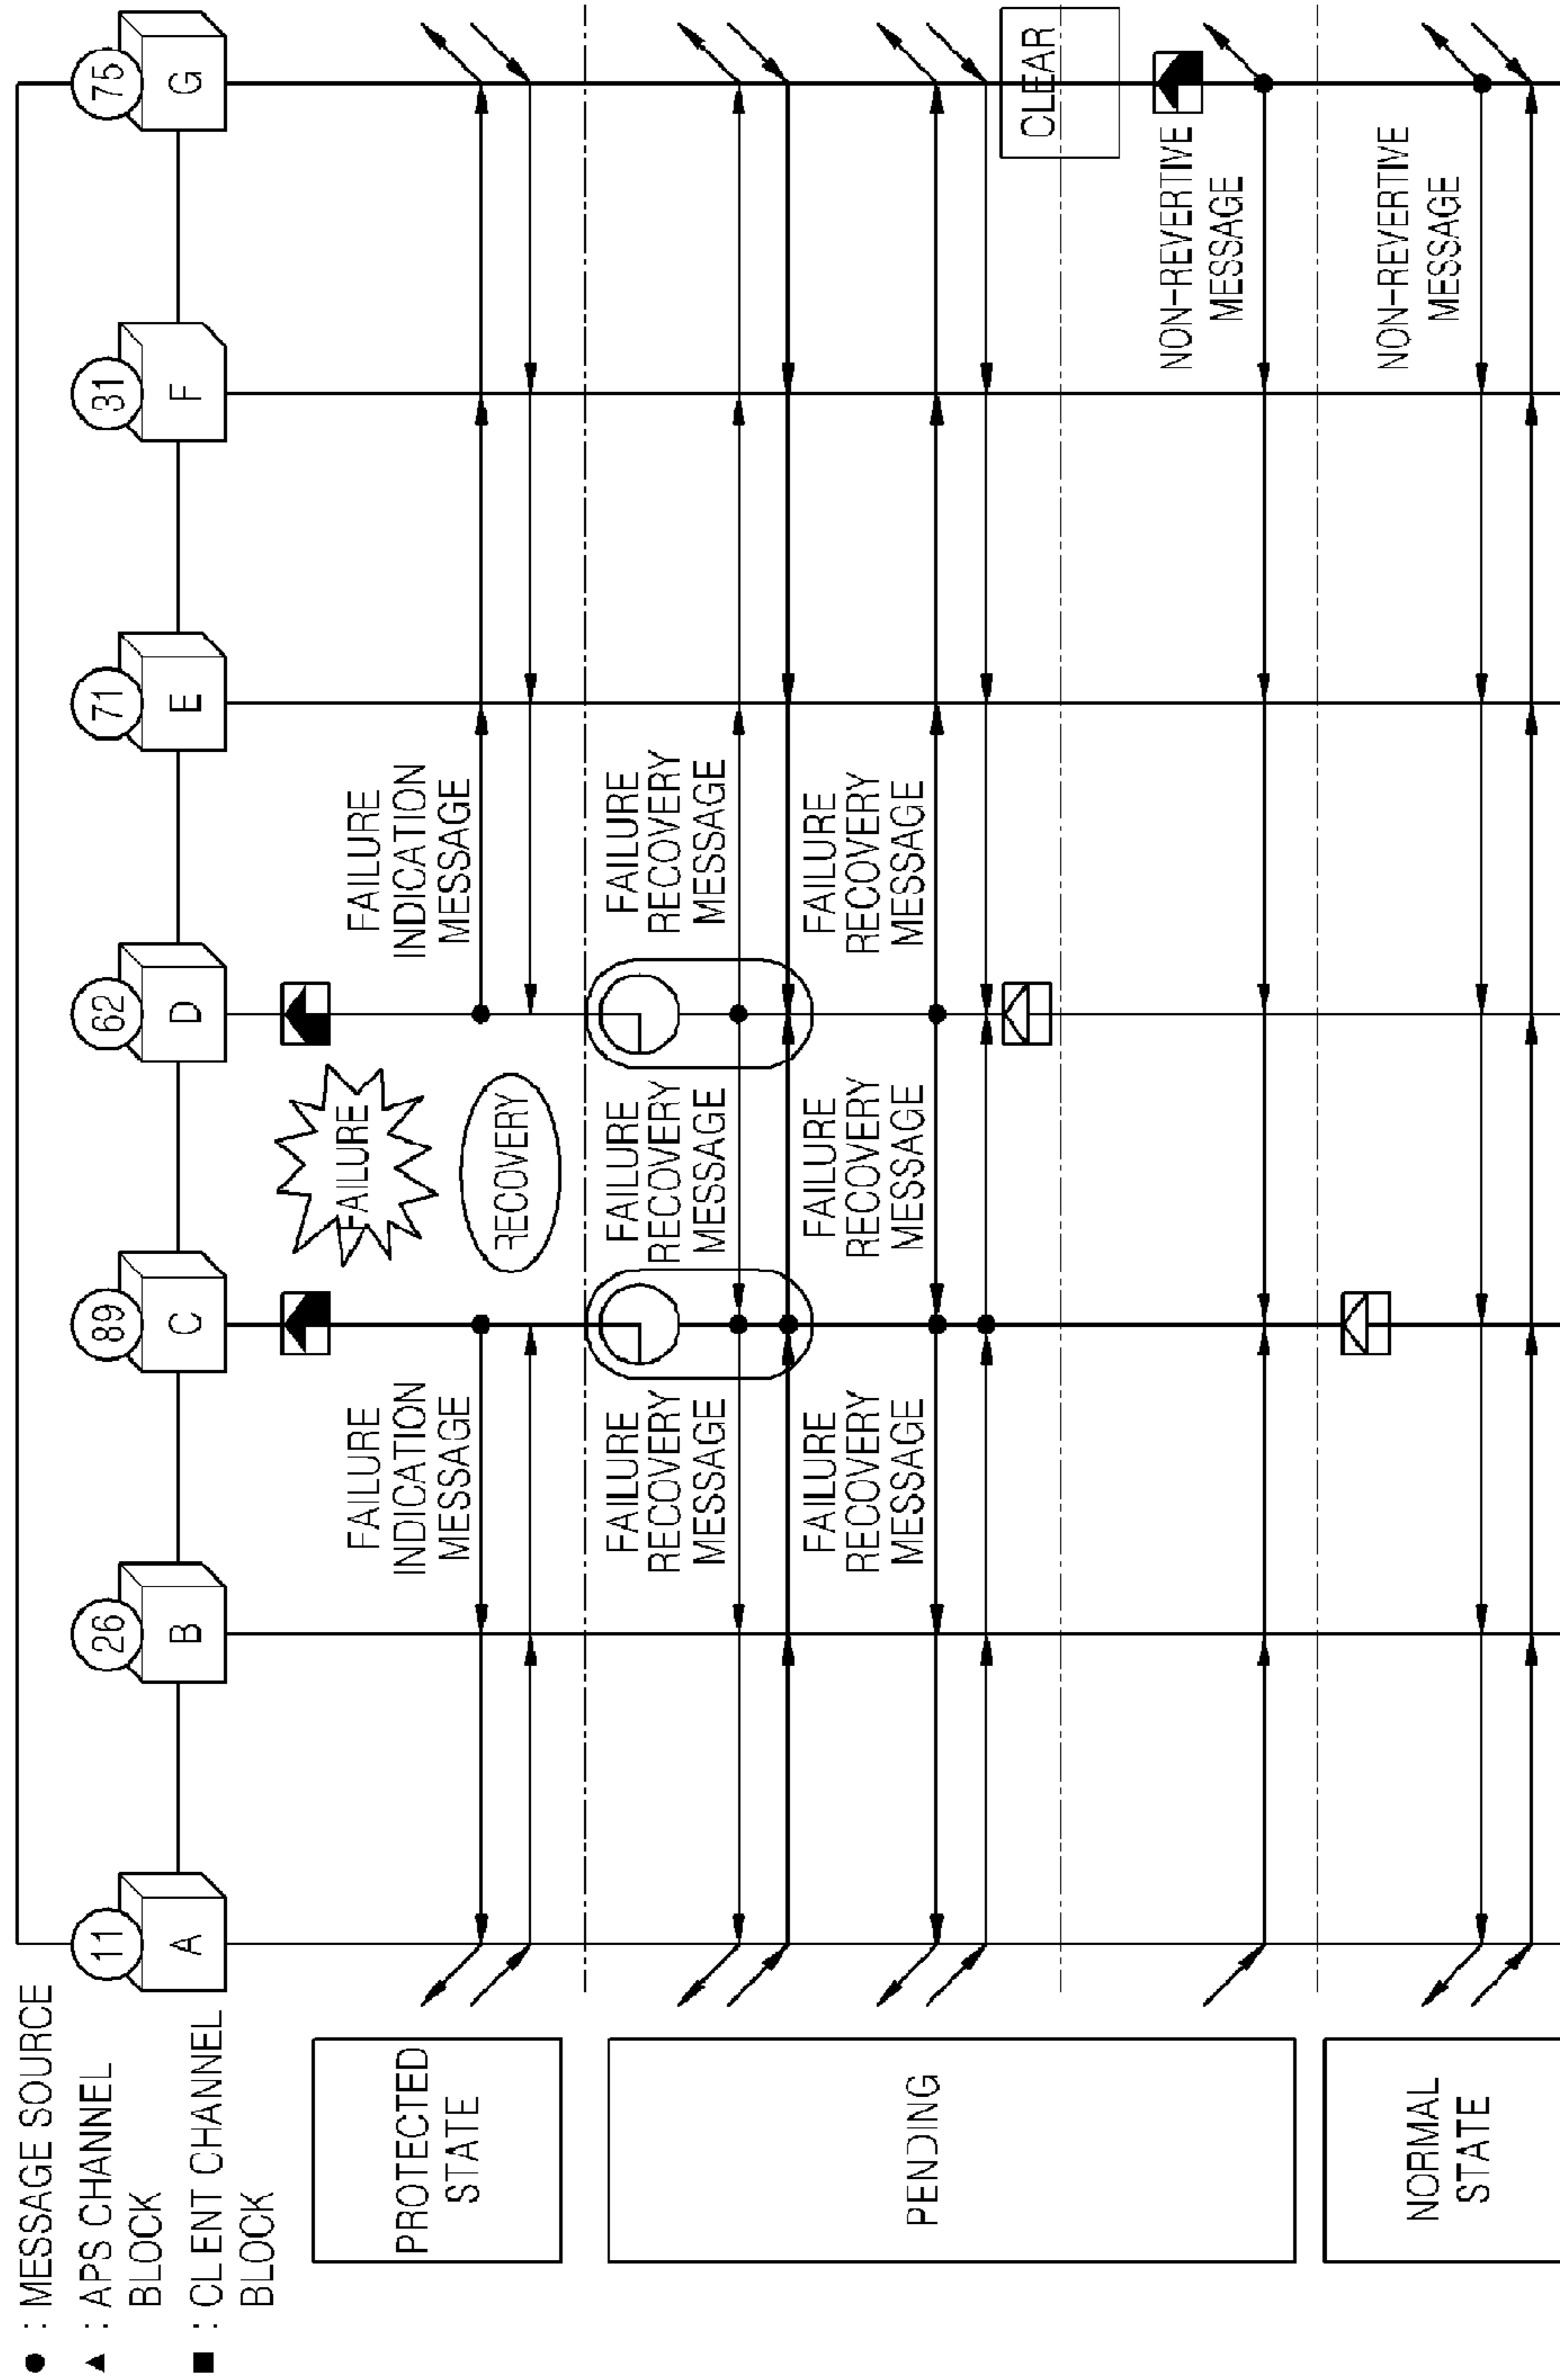 ● : MESSAGE SOURCE
▲ : APS CHANNEL
BLOCK
■ : CLENT CHANNEL
BLOCK
11
26
89
62
71
31
75
A
B
C
D
E
F
G
PROTECTED
STATE
FAILURE
INDICATION
MESSAGE
FAILURE
RECOVERY
FAILURE
INDICATION
MESSAGE
PENDING
FAILURE
RECOVERY
MESSAGE
FAILURE
RECOVERY
MESSAGE
FAILURE
RECOVERY
MESSAGE
FAILURE
RECOVERY
MESSAGE
FAILURE
RECOVERY
MESSAGE
FAILURE
RECOVERY
MESSAGE
CLEAR
NON-REVERTIVE
MESSAGE
NORMAL
STATE
NON-REVERTIVE
MESSAGE